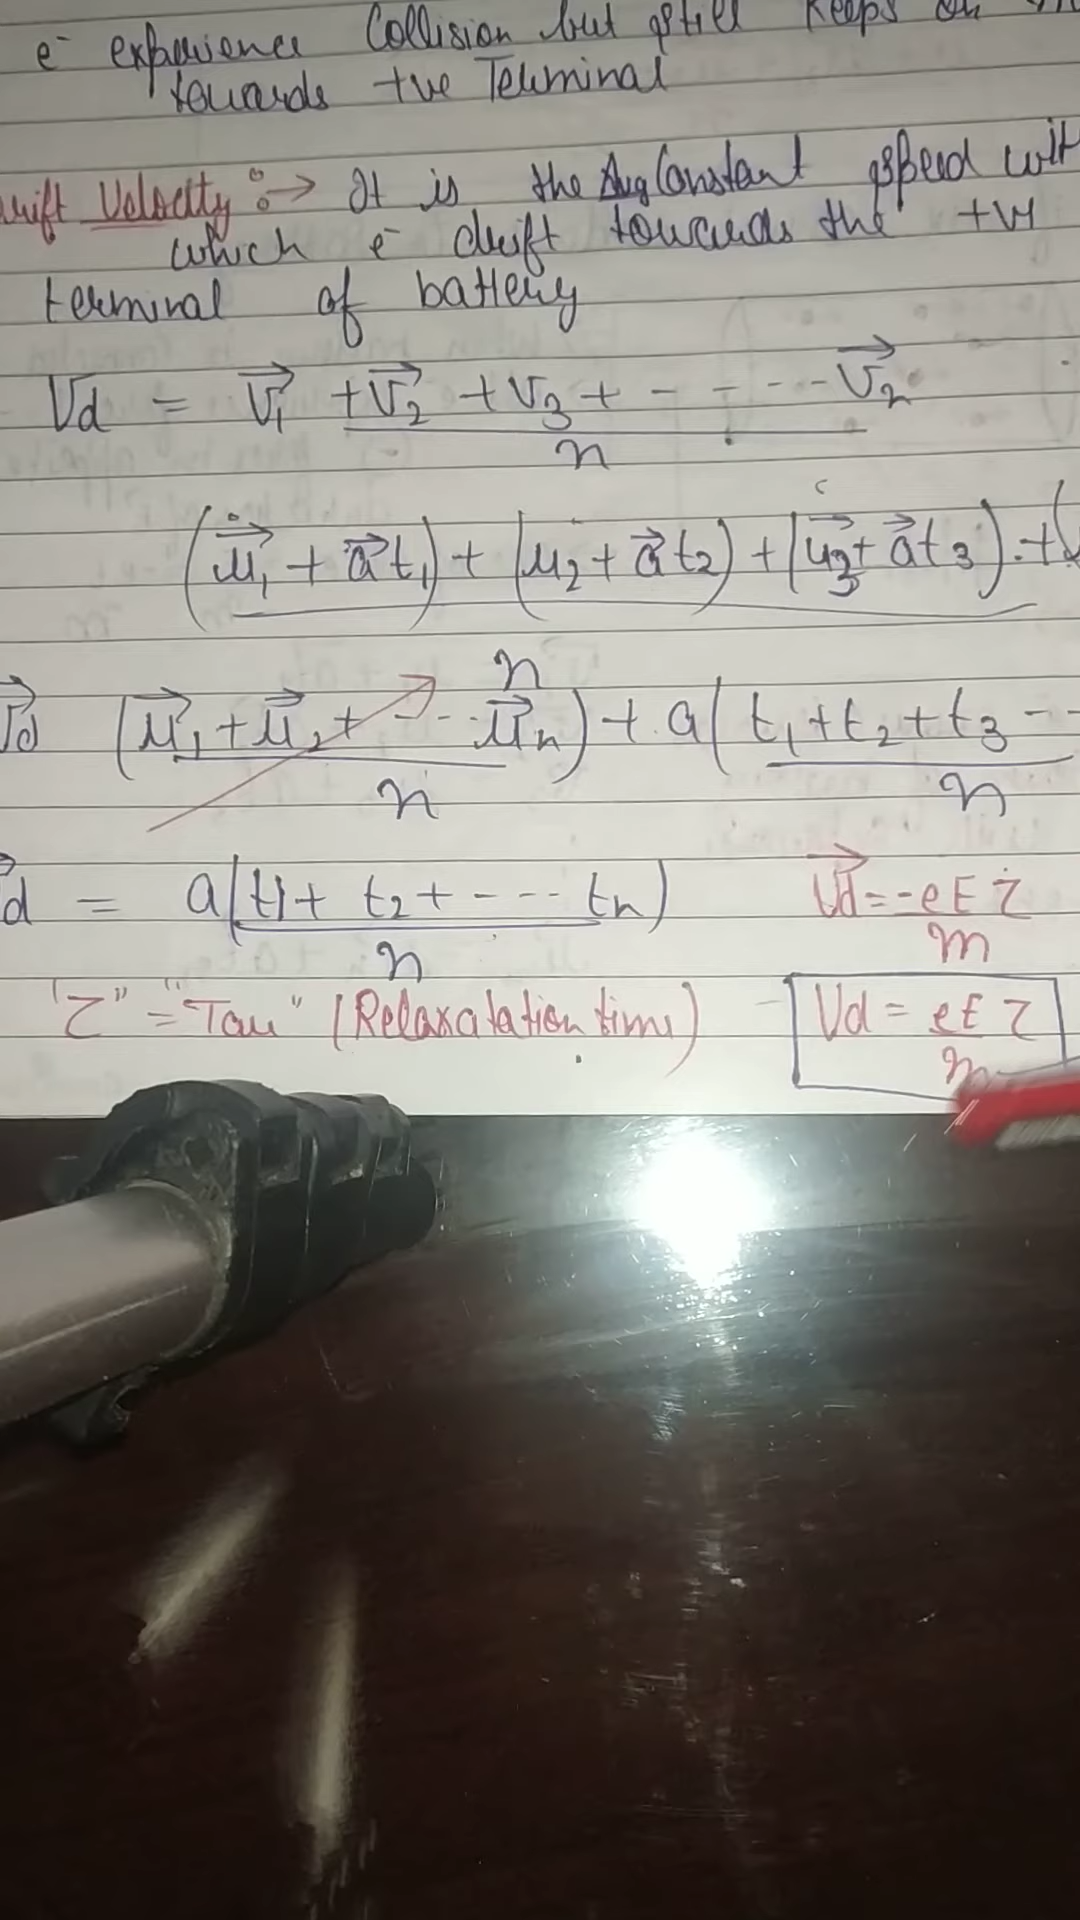 e⁻ experience Collision but still keeps on
towards +ve Terminal
Velocity :→ It is the Avg Constant speed
which e⁻ drift towards the +ve
terminal of battery
Vd = V⃗₁ + V⃗₂ + V₃ + - - - ... V⃗n
n
(u⃗₁ + a⃗t₁) + (u₂ + a⃗t₂) + (u⃗₃ + a⃗t₃) . + (
n
V⃗d (u⃗₁ + u⃗₂ + - - .. u⃗n) + a( t₁ + t₂ + t₃ - -
n n
d = a(t₁ + t₂ + - - - ... tn) V⃗d = -eEτ
n m
"τ" = "Tau" (Relaxatation time) Vd = eEτ
m